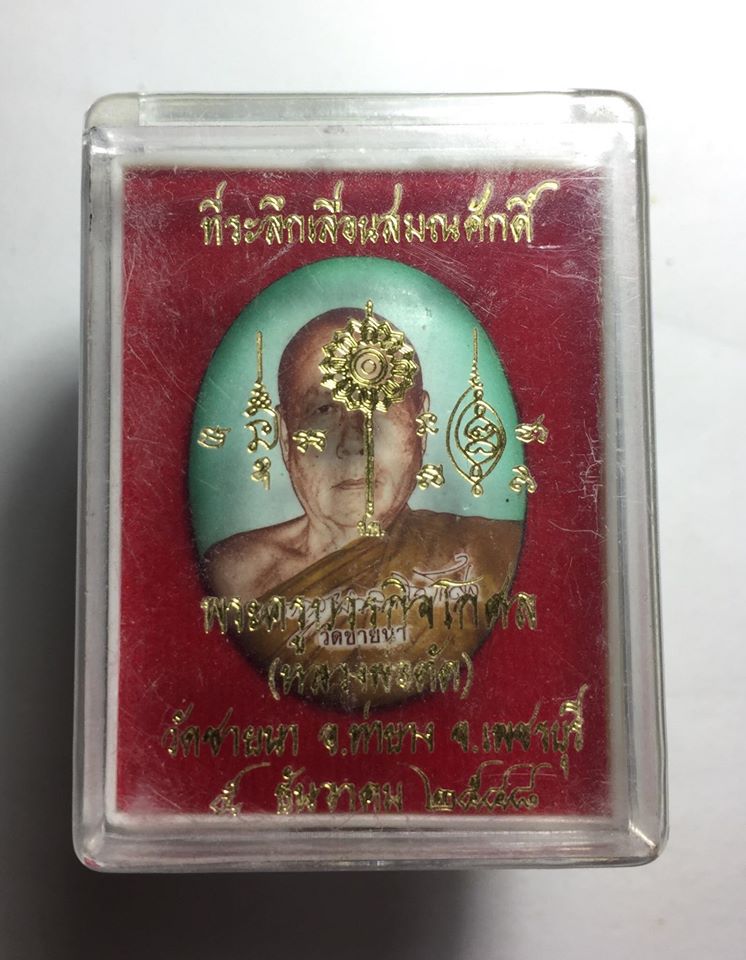 ที่ระลึกเลื่อนสมณศักดิ์
พระครูบวรกิจโกศล
วัดชายนา
(หลวงพ่อตัด)
วัดชายนา อ.ท่ายาง จ.เพชรบุรี
๕ ธันวาคม ๒๕๔๘